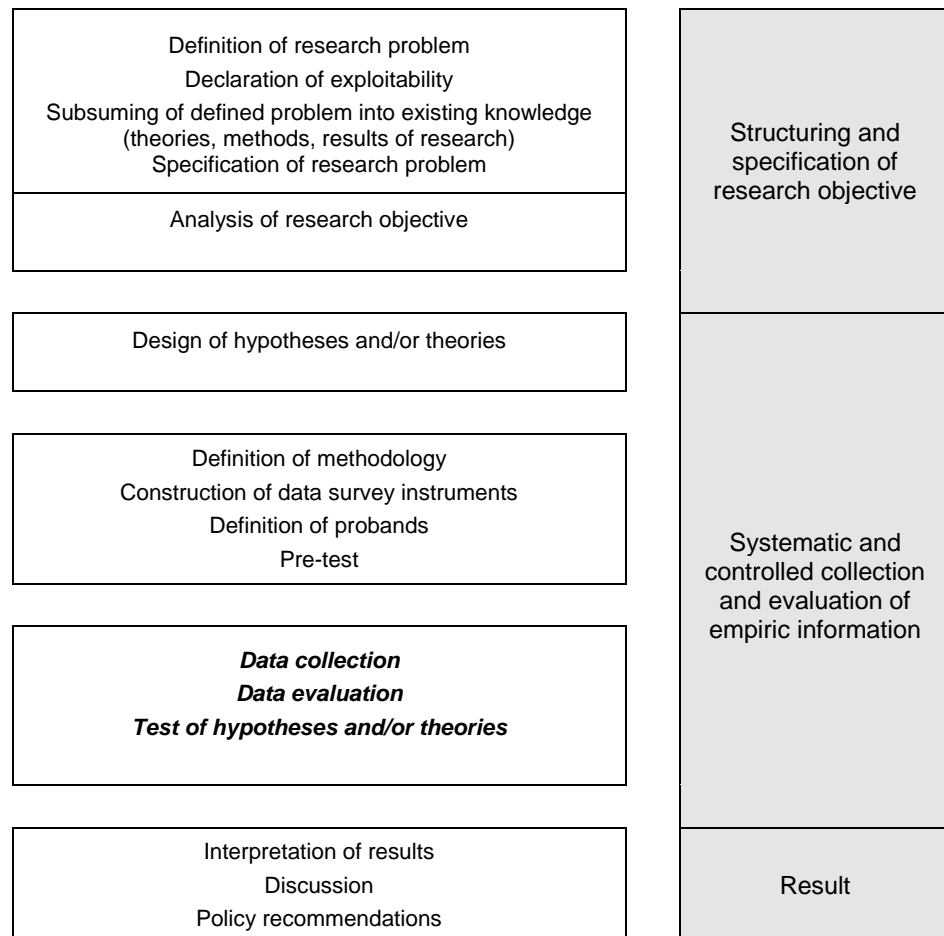 Definition of research problem
Declaration of exploitability
Subsuming of defined problem into existing knowledge
(theories, methods, results of research)
Specification of research problem
Analysis of research objective
Structuring and
specification of
research objective
Design of hypotheses and/or theories
Definition of methodology
Construction of data survey instruments
Definition of probands
Pre-test
Data collection
Data evaluation
Test of hypotheses and/or theories
Systematic and
controlled collection
and evaluation of
empiric information
Interpretation of results
Discussion
Policy recommendations
Result